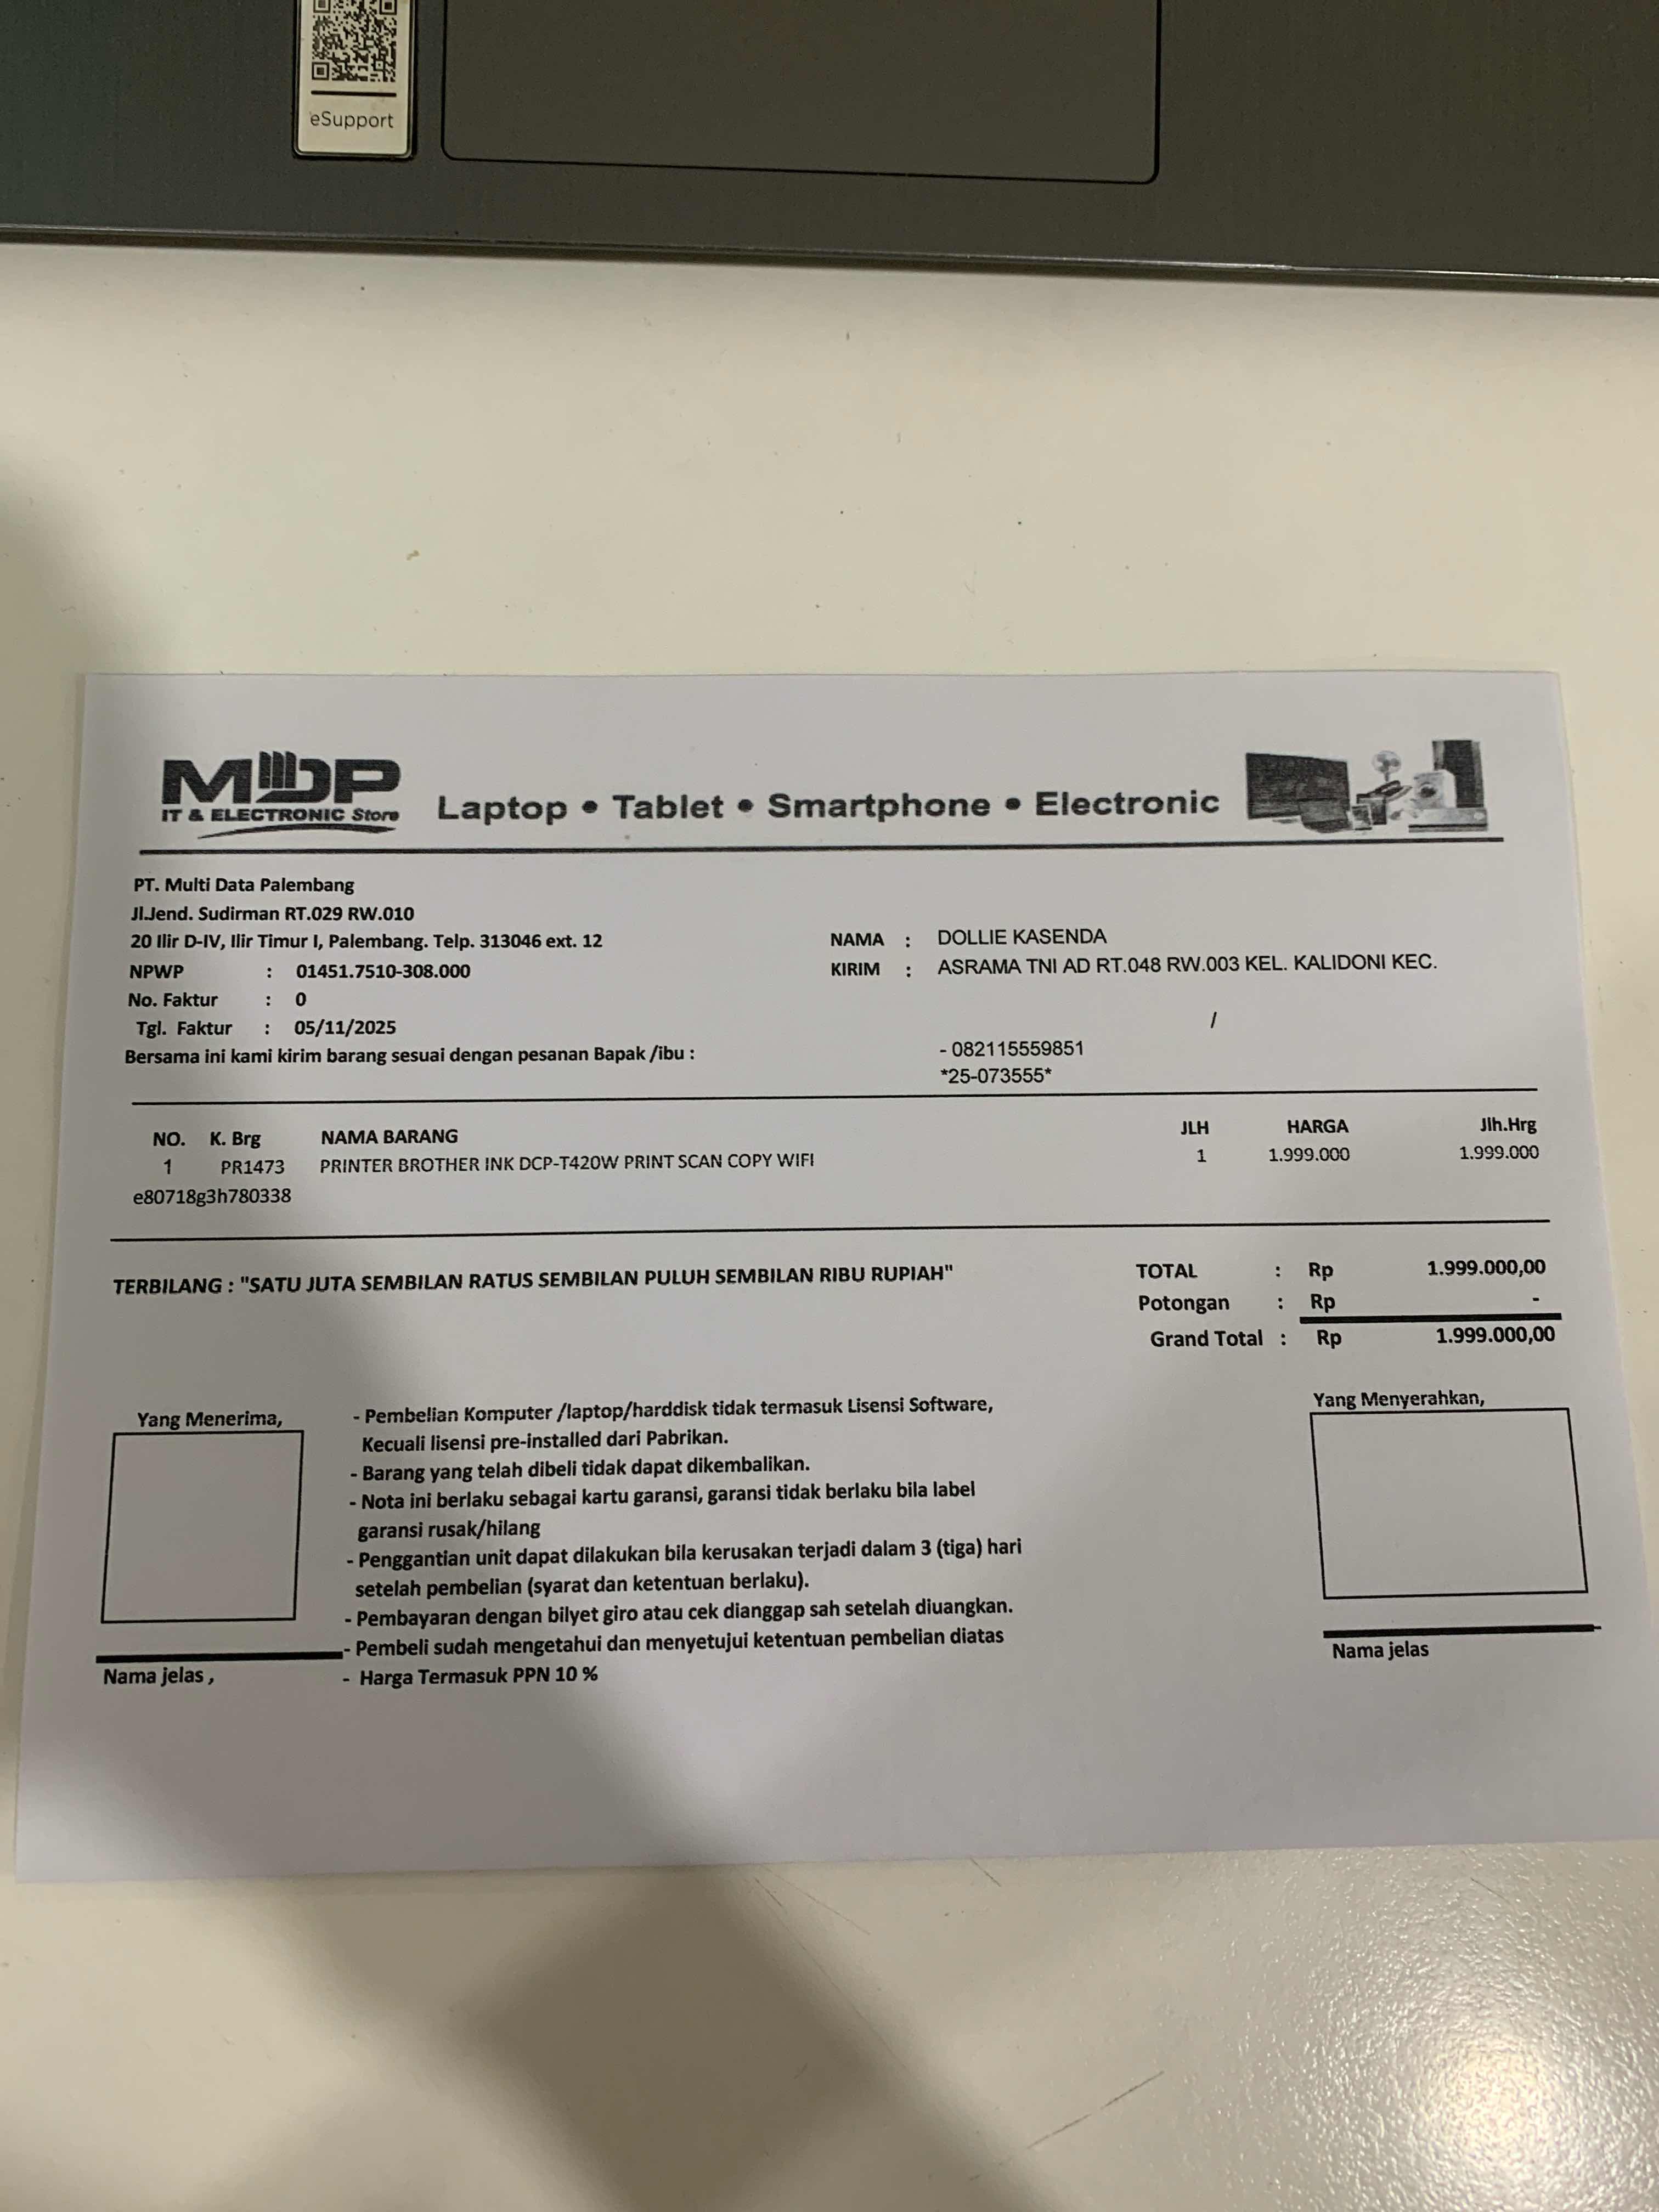 eSupport
MDP
IT & ELECTRONIC Store
Laptop • Tablet • Smartphone • Electronic
PT. Multi Data Palembang
Jl.Jend. Sudirman RT.029 RW.010
20 Ilir D-IV, Ilir Timur I, Palembang. Telp. 313046 ext. 12
NPWP : 01451.7510-308.000
No. Faktur : 0
Tgl. Faktur : 05/11/2025
Bersama ini kami kirim barang sesuai dengan pesanan Bapak /ibu :
NAMA : DOLLIE KASENDA
KIRIM : ASRAMA TNI AD RT.048 RW.003 KEL. KALIDONI KEC.
/
- 082115559851
*25-073555*
NO. K. Brg NAMA BARANG JLH HARGA Jlh.Hrg
1 PR1473 PRINTER BROTHER INK DCP-T420W PRINT SCAN COPY WIFI 1 1.999.000 1.999.000
e80718g3h780338
TERBILANG : "SATU JUTA SEMBILAN RATUS SEMBILAN PULUH SEMBILAN RIBU RUPIAH"
TOTAL : Rp 1.999.000,00
Potongan : Rp -
Grand Total : Rp 1.999.000,00
Yang Menerima,
Nama jelas ,
- Pembelian Komputer /laptop/harddisk tidak termasuk Lisensi Software,
Kecuali lisensi pre-installed dari Pabrikan.
- Barang yang telah dibeli tidak dapat dikembalikan.
- Nota ini berlaku sebagai kartu garansi, garansi tidak berlaku bila label
garansi rusak/hilang
- Penggantian unit dapat dilakukan bila kerusakan terjadi dalam 3 (tiga) hari
setelah pembelian (syarat dan ketentuan berlaku).
- Pembayaran dengan bilyet giro atau cek dianggap sah setelah diuangkan.
- Pembeli sudah mengetahui dan menyetujui ketentuan pembelian diatas
- Harga Termasuk PPN 10 %
Yang Menyerahkan,
Nama jelas